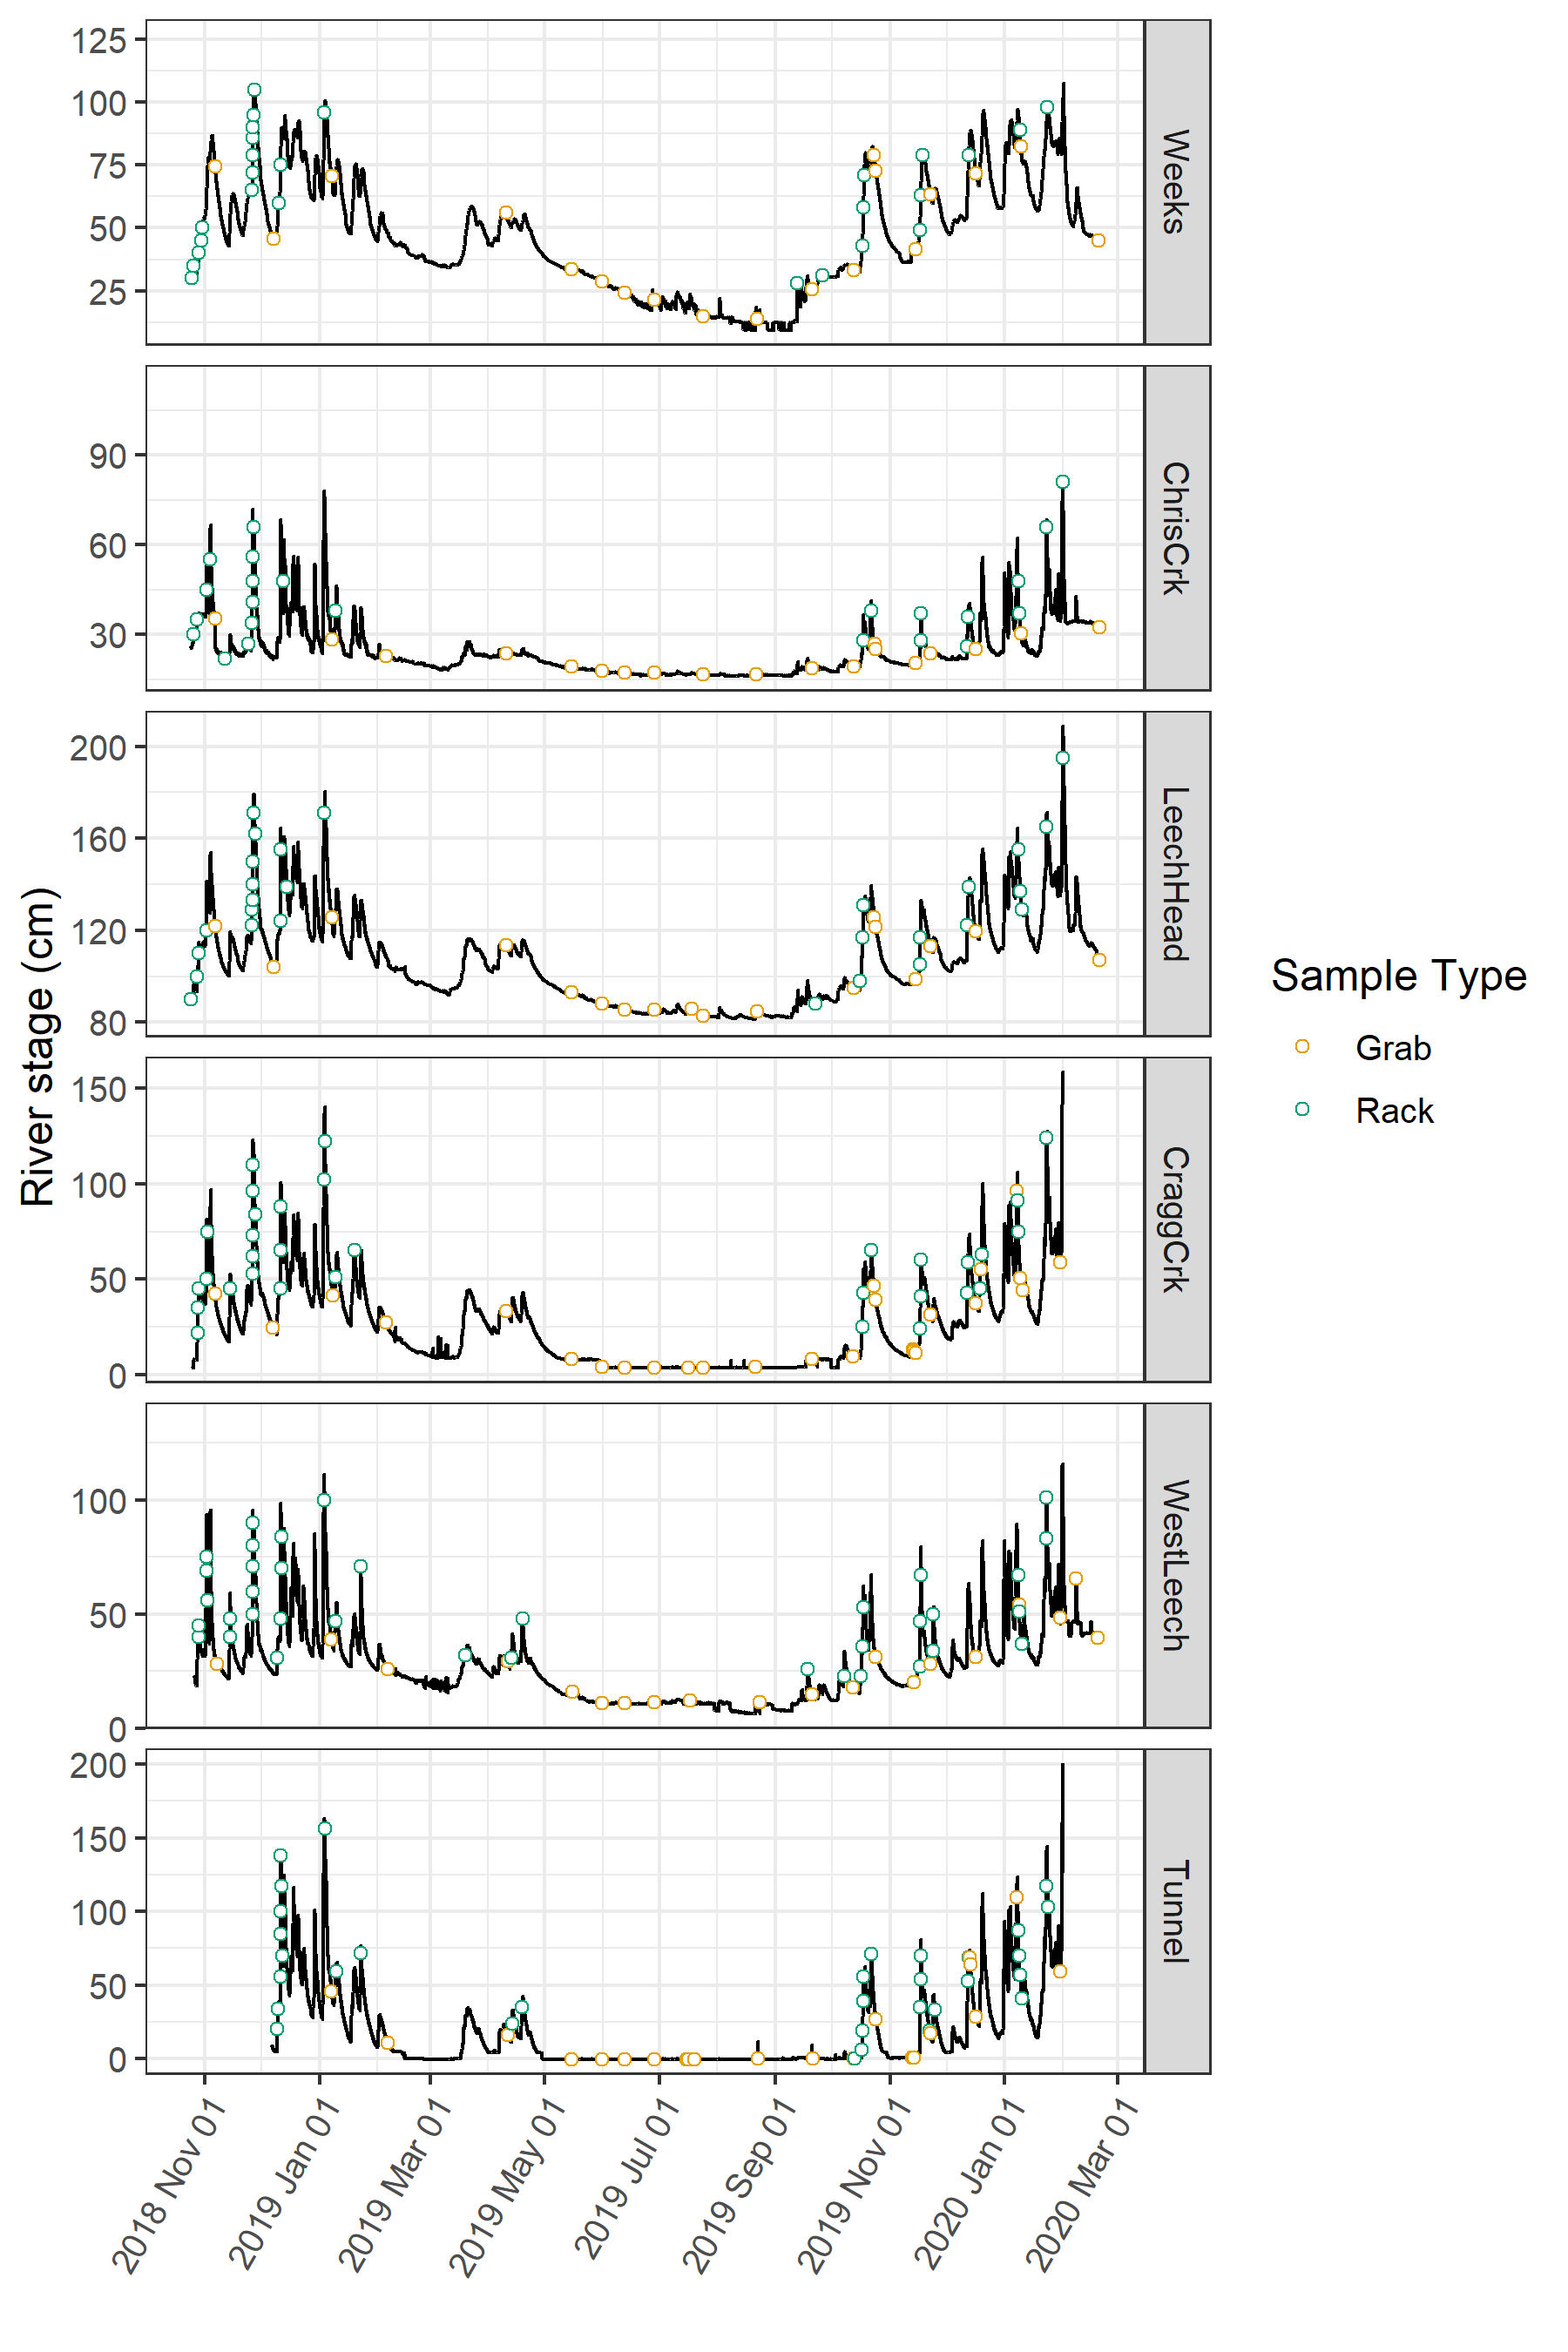 125
100
75
50
25
Weeks
90
60
30
ChrisCrk
200
160
120
80
LeechHead
150
100
50
0
CraggCrk
100
50
0
WestLeech
200
150
100
50
0
Tunnel
River stage (cm)
2018 Nov 01
2019 Jan 01
2019 Mar 01
2019 May 01
2019 Jul 01
2019 Sep 01
2019 Nov 01
2020 Jan 01
2020 Mar 01
Sample Type
Grab
Rack